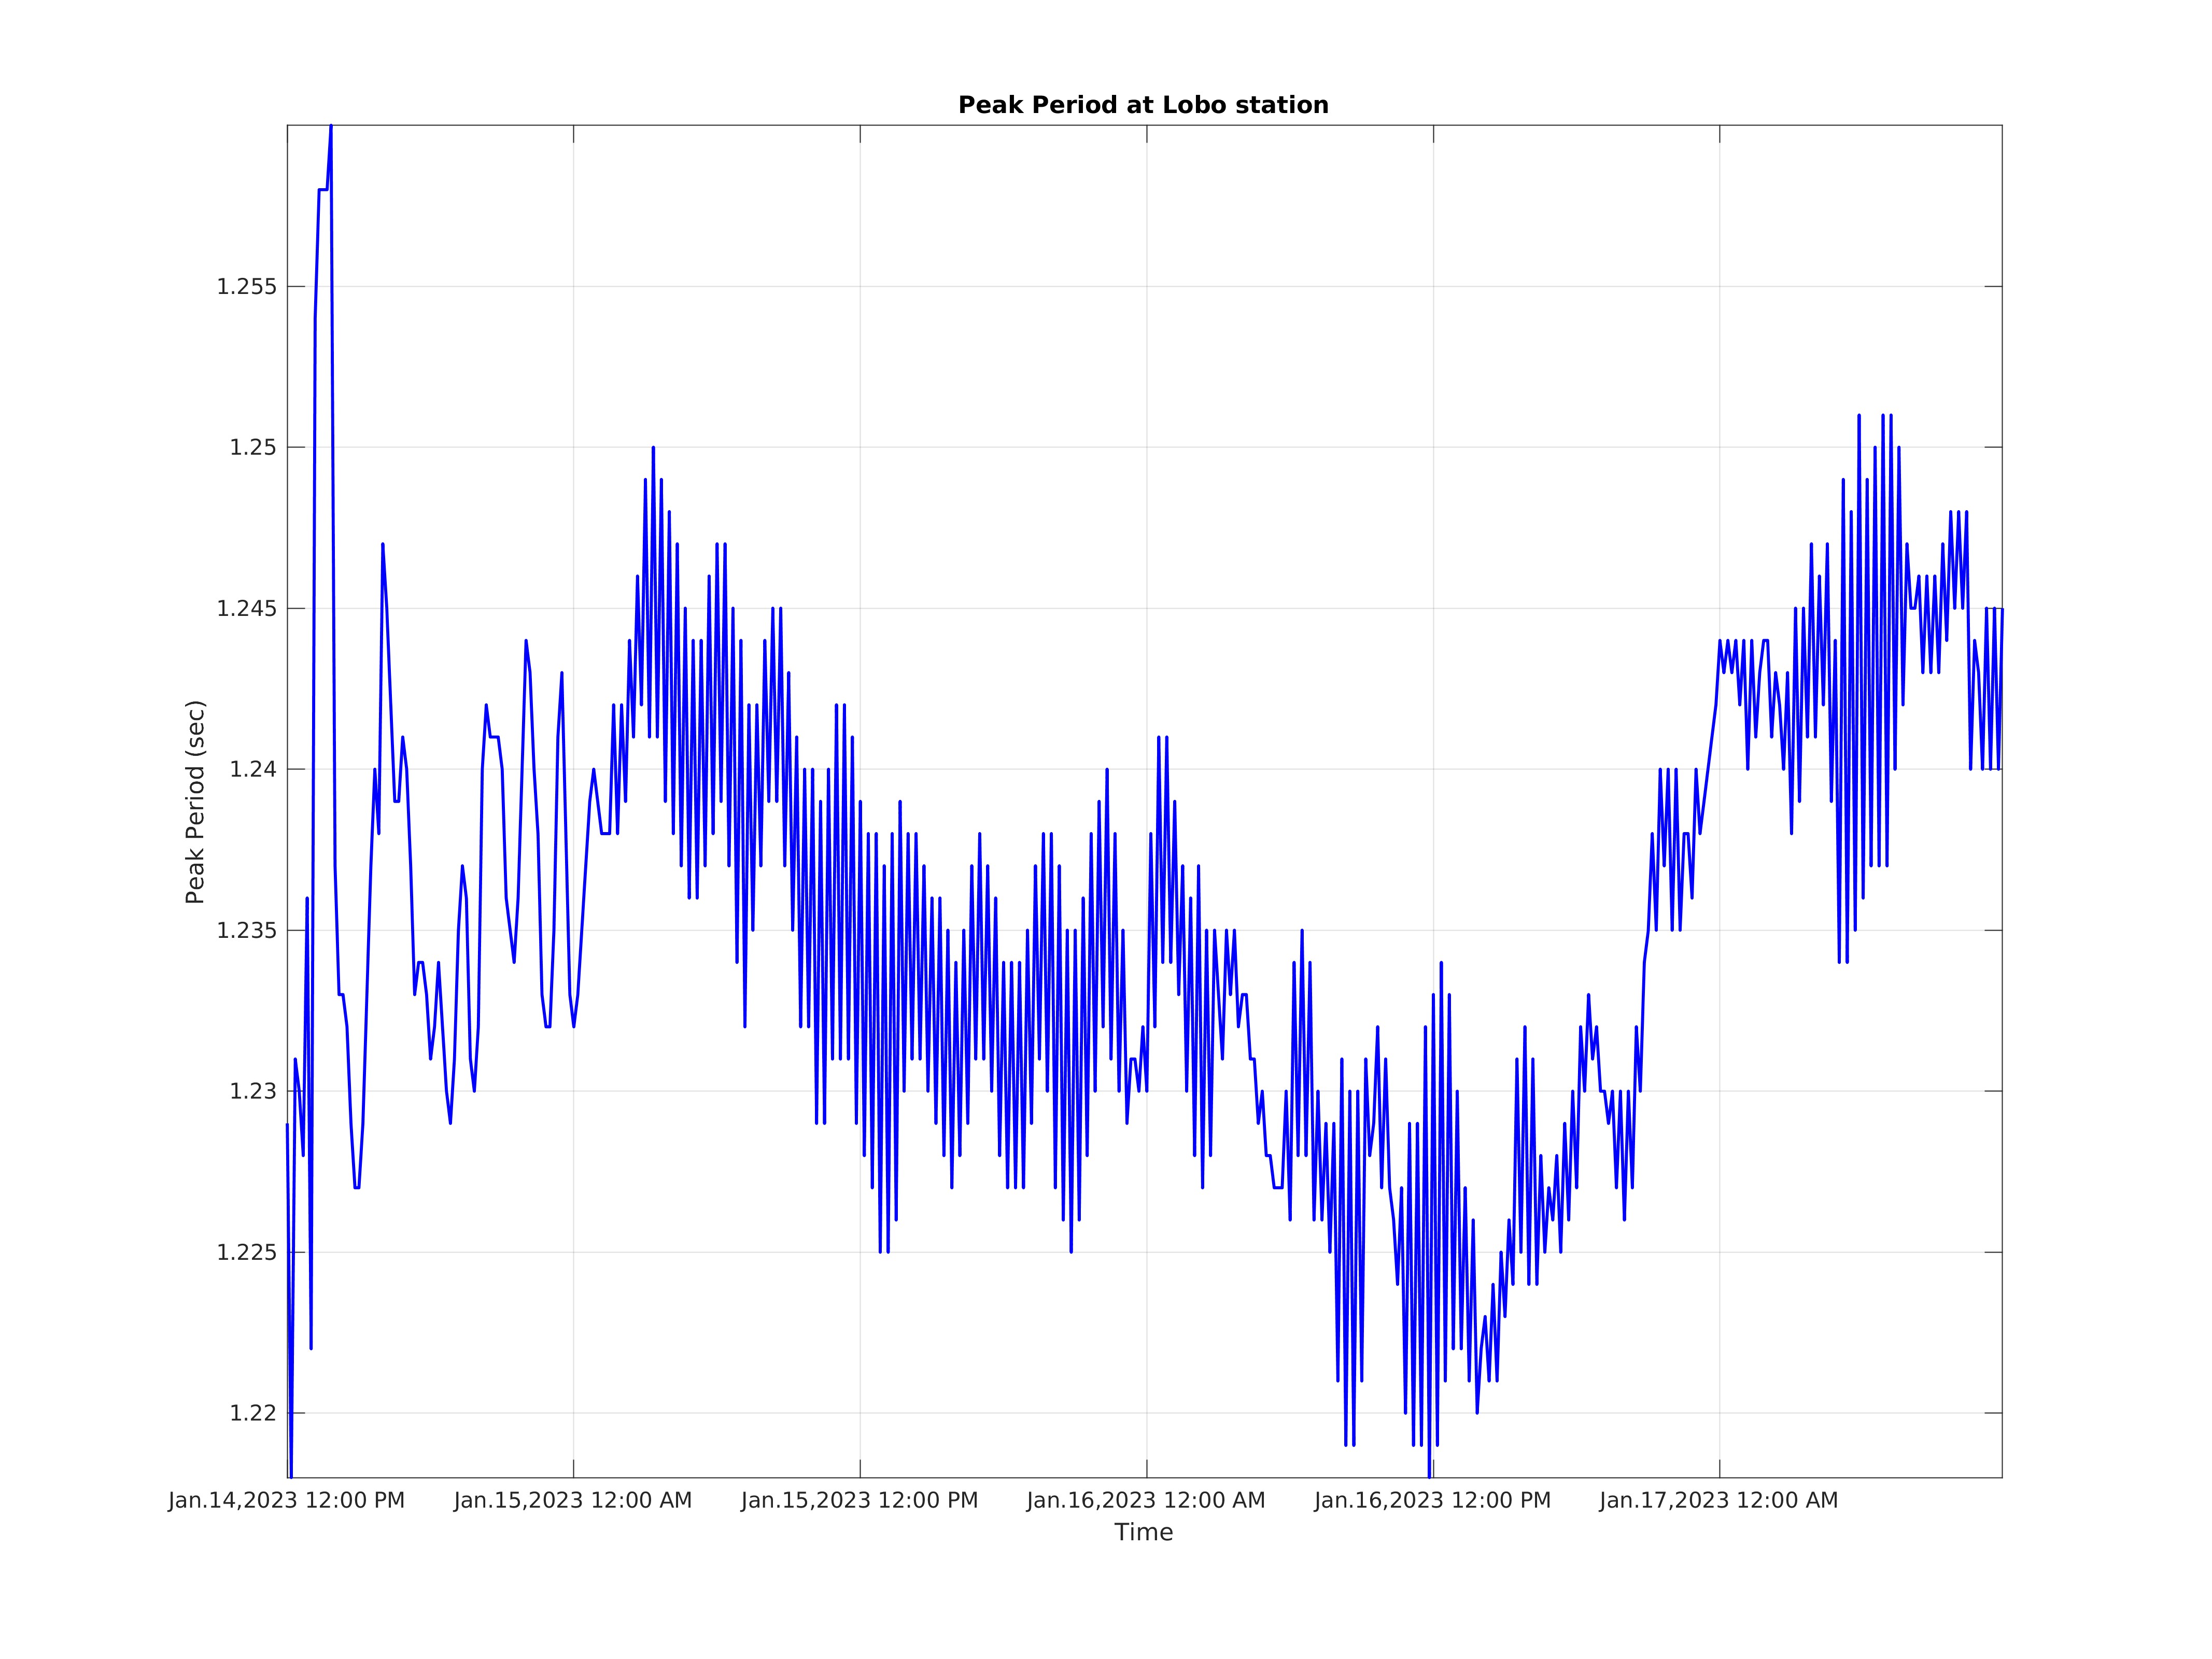 Peak Period at Lobo station
Peak Period (sec)
1.255
1.25
1.245
1.24
1.235
1.23
1.225
1.22
Jan.14,2023 12:00 PM Jan.15,2023 12:00 AM Jan.15,2023 12:00 PM Jan.16,2023 12:00 AM Jan.16,2023 12:00 PM Jan.17,2023 12:00 AM
Time